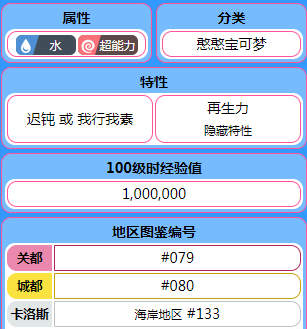 属性 分类
水 超能力 憨憨宝可梦
特性
迟钝 或 我行我素 再生力
隐藏特性
100级时经验值
1,000,000
地区图鉴编号
关都 #079
城都 #080
卡洛斯 海岸地区 #133